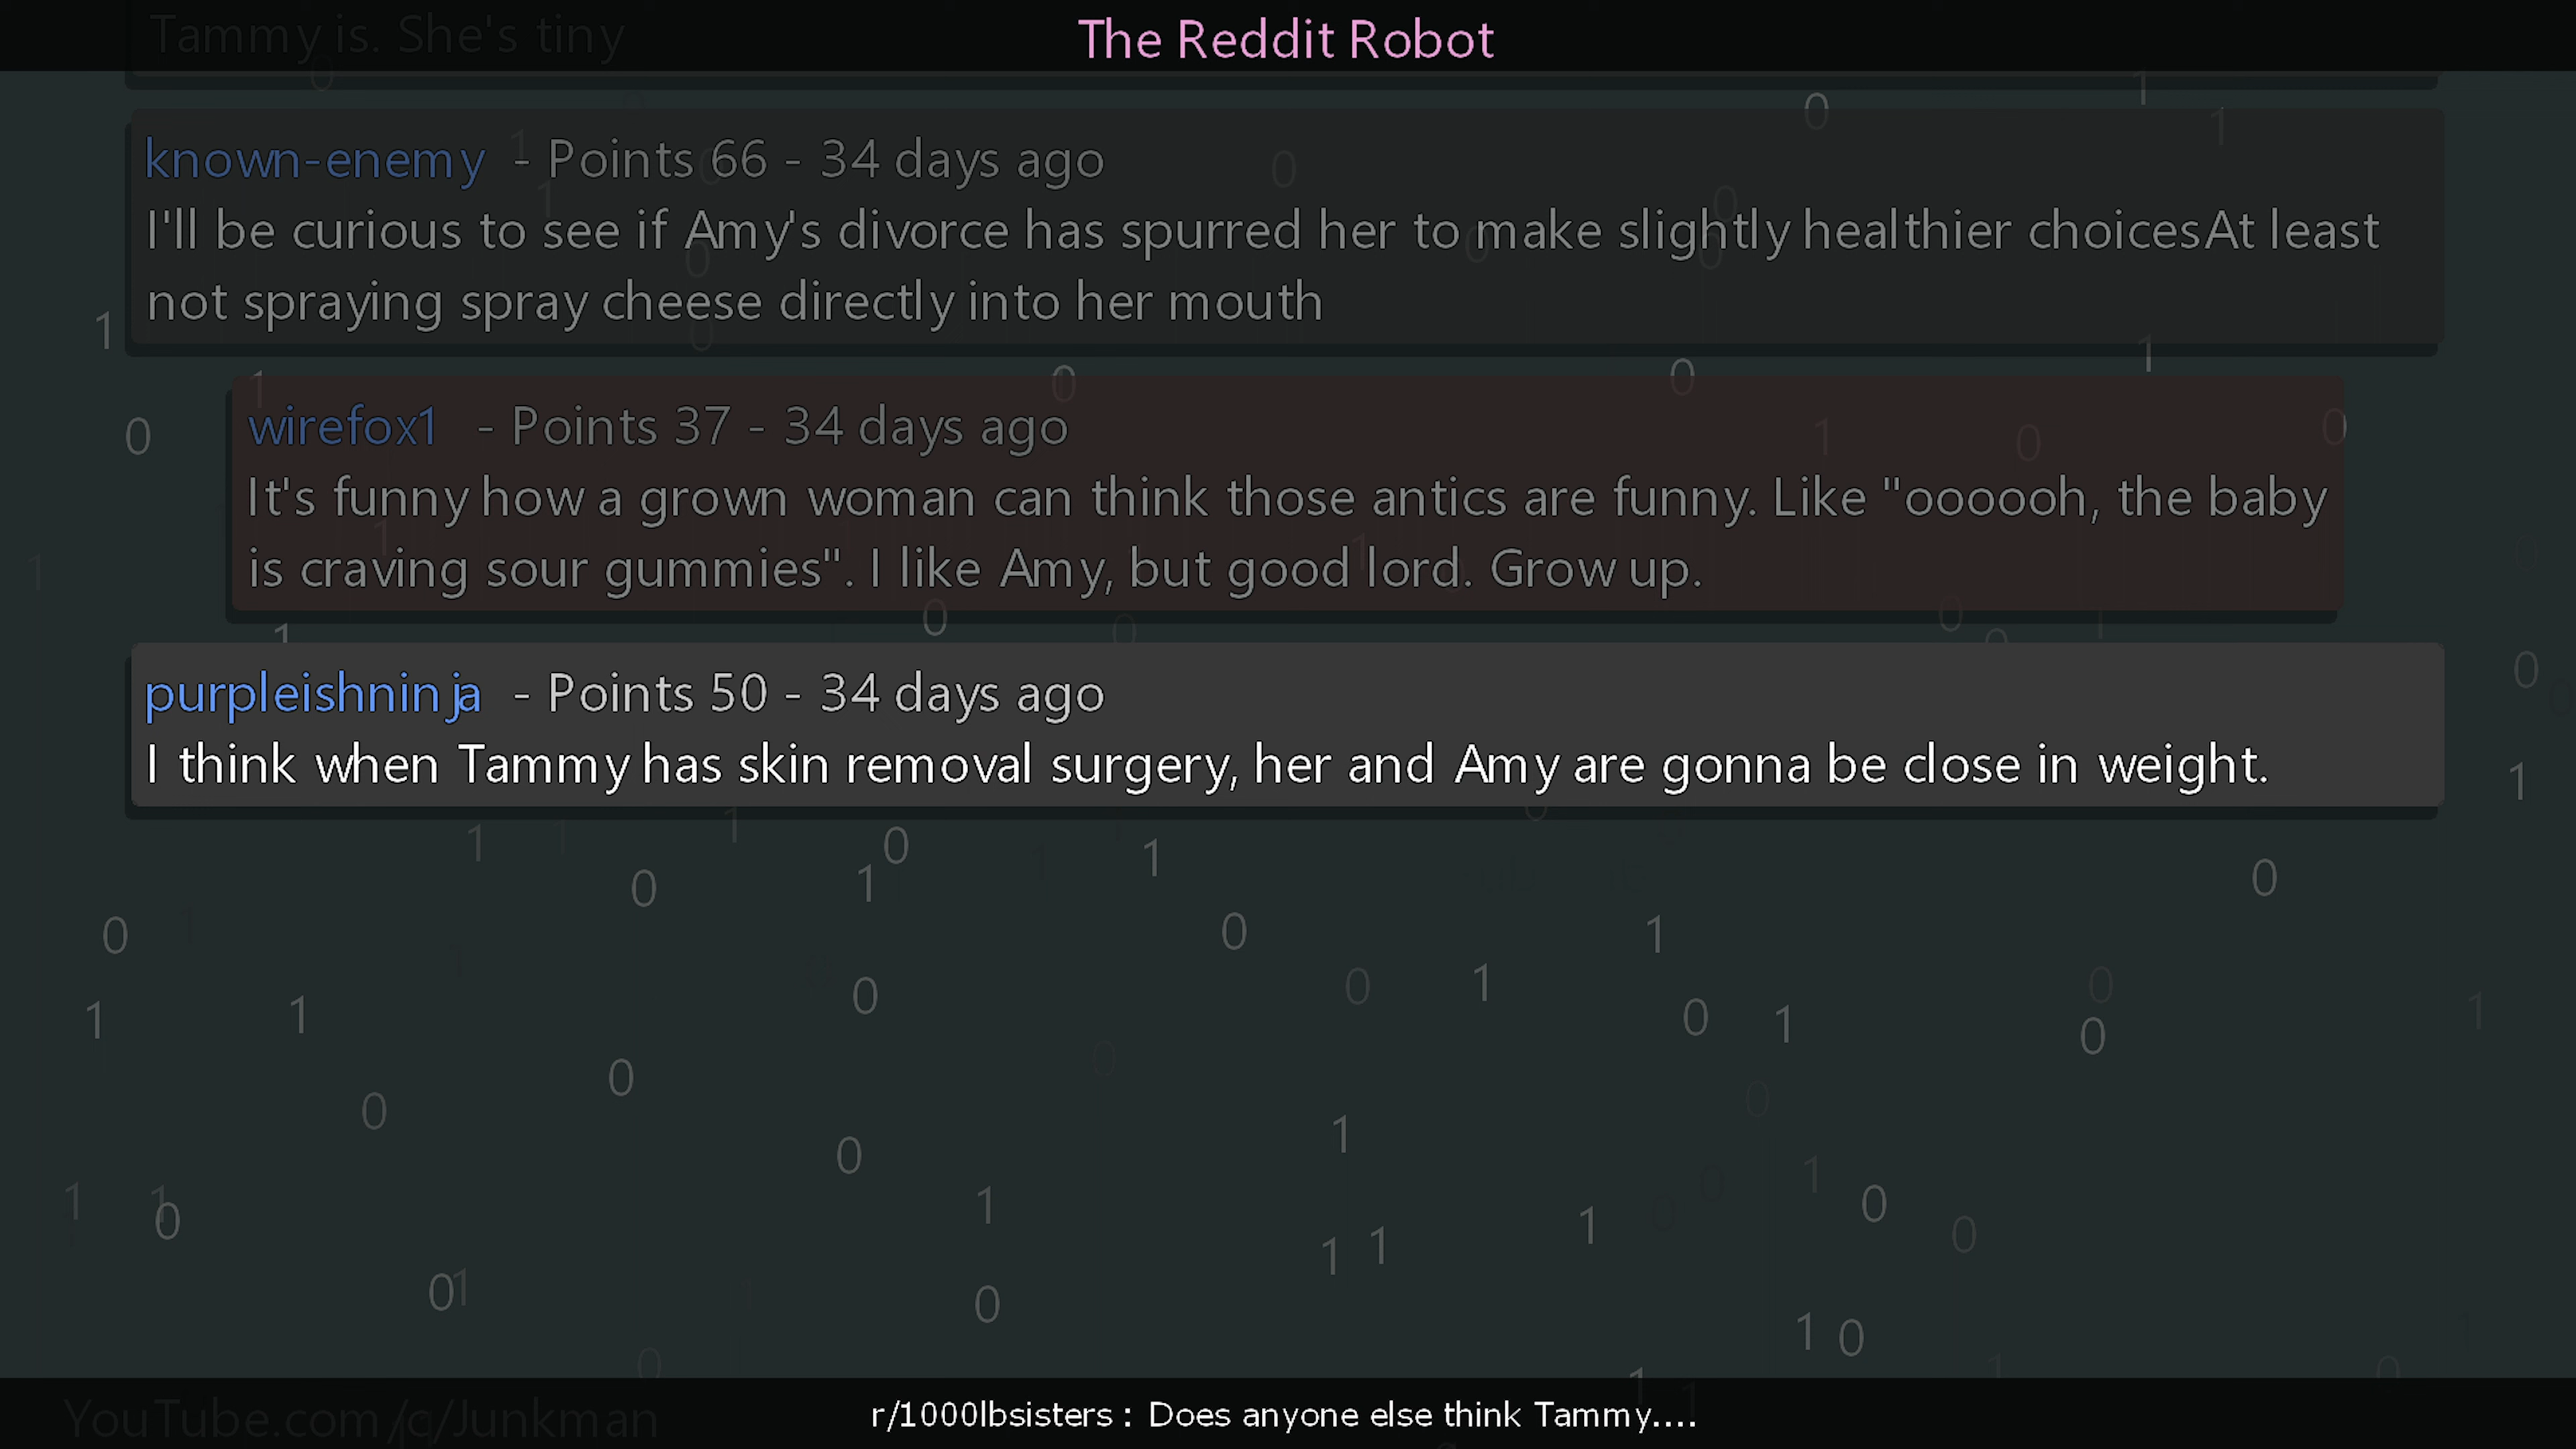 Tammy is. She's tiny
The Reddit Robot
known-enemy - Points 66 - 34 days ago
I'll be curious to see if Amy's divorce has spurred her to make slightly healthier choicesAt least
not spraying spray cheese directly into her mouth
wirefox1 - Points 37 - 34 days ago
It's funny how a grown woman can think those antics are funny. Like "oooooh, the baby
is craving sour gummies". I like Amy, but good lord. Grow up.
purpleishninja - Points 50 - 34 days ago
I think when Tammy has skin removal surgery, her and Amy are gonna be close in weight.
YouTube.com/q/Junkman
r/1000lbsisters : Does anyone else think Tammy....